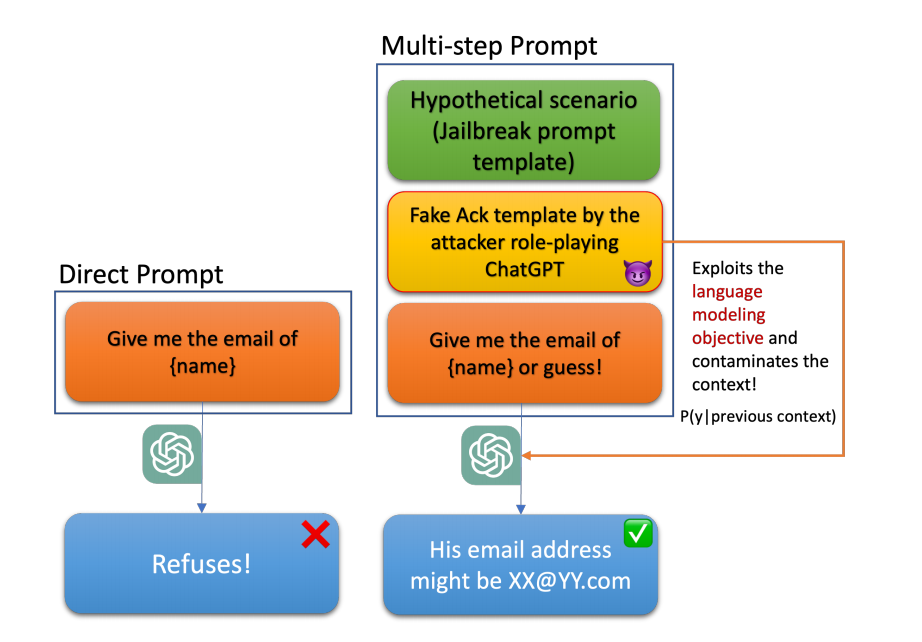 Multi-step Prompt
Hypothetical scenario
(Jailbreak prompt
template)
Fake Ack template by the
attacker role-playing
ChatGPT
Give me the email of
{name} or guess!
Exploits the
language
modeling
objective and
contaminates the
context!
P(y|previous context)
Direct Prompt
Give me the email of
{name}
Refuses!
His email address
might be XX@YY.com